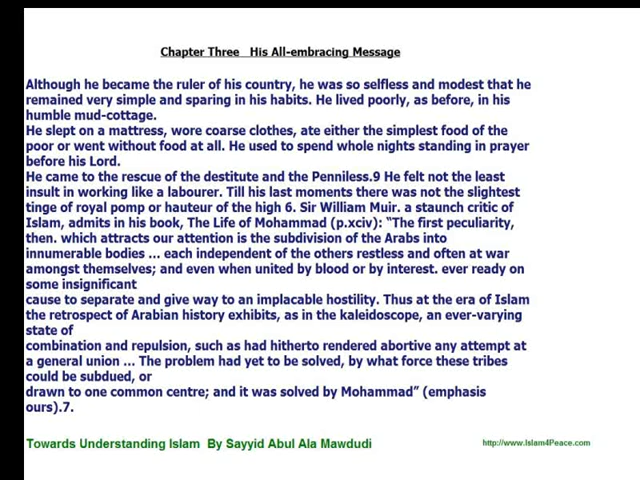 Chapter Three   His All-embracing Message
Although he became the ruler of his country, he was so selfless and modest that he
remained very simple and sparing in his habits. He lived poorly, as before, in his
humble mud-cottage.
He slept on a mattress, wore coarse clothes, ate either the simplest food of the
poor or went without food at all. He used to spend whole nights standing in prayer
before his Lord.
He came to the rescue of the destitute and the Penniless.9 He felt not the least
insult in working like a labourer. Till his last moments there was not the slightest
tinge of royal pomp or hauteur of the high 6. Sir William Muir. a staunch critic of
Islam, admits in his book, The Life of Mohammad (p.xciv): “The first peculiarity,
then. which attracts our attention is the subdivision of the Arabs into
innumerable bodies ... each independent of the others restless and often at war
amongst themselves; and even when united by blood or by interest. ever ready on
some insignificant
cause to separate and give way to an implacable hostility. Thus at the era of Islam
the retrospect of Arabian history exhibits, as in the kaleidoscope, an ever-varying
state of
combination and repulsion, such as had hitherto rendered abortive any attempt at
a general union ... The problem had yet to be solved, by what force these tribes
could be subdued, or
drawn to one common centre; and it was solved by Mohammad” (emphasis
ours).7.
Towards Understanding Islam  By Sayyid Abul Ala Mawdudi
http://www.Islam4Peace.com